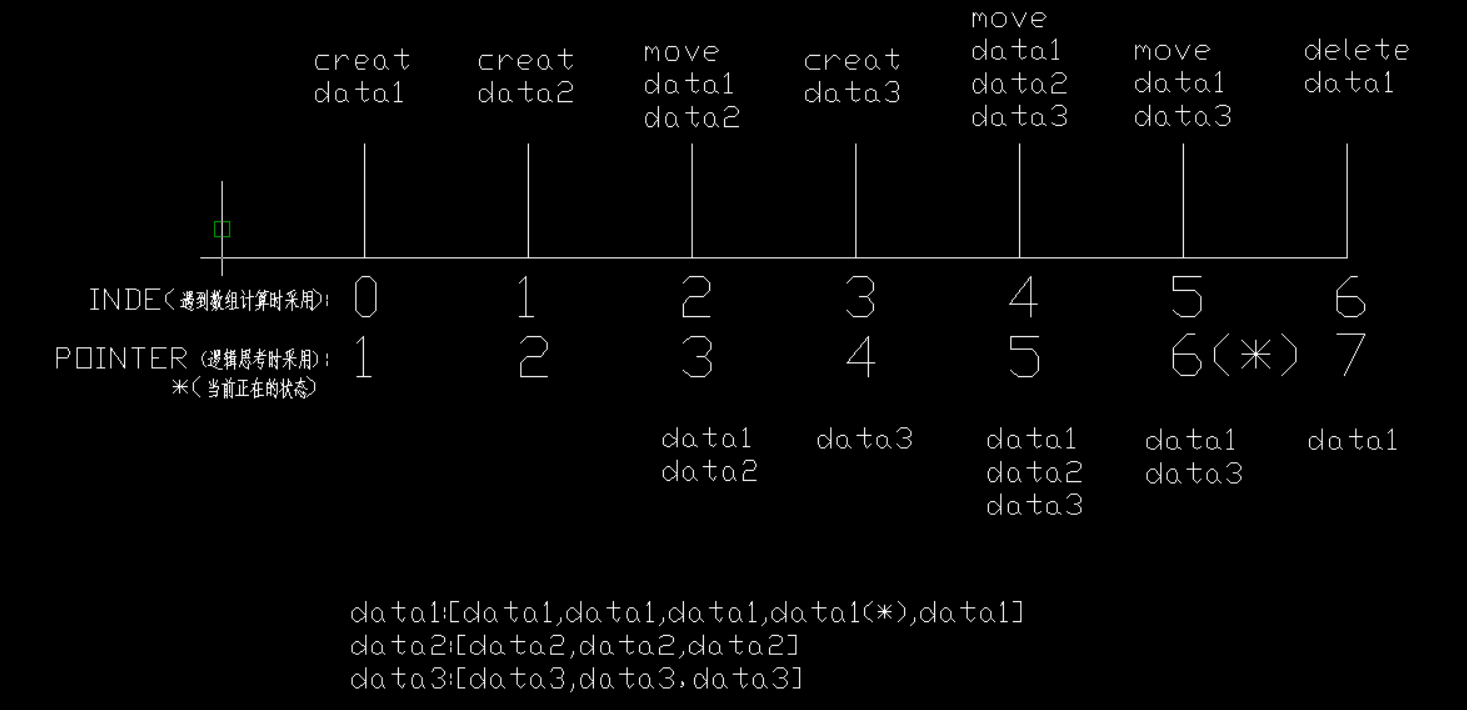 creat
data1
creat
data2
move
data1
data2
creat
data3
move
data1
data2
data3
move
data1
data3
delete
data1
INDE(遇到数组计算时采用): 0 1 2 3 4 5 6
POINTER (逻辑思考时采用): 1 2 3 4 5 6(*) 7
*(当前正在的状态)
data1
data2
data3
data1
data2
data3
data1
data3
data1
data1:[data1,data1,data1,data1(*),data1]
data2:[data2,data2,data2]
data3:[data3,data3,data3]